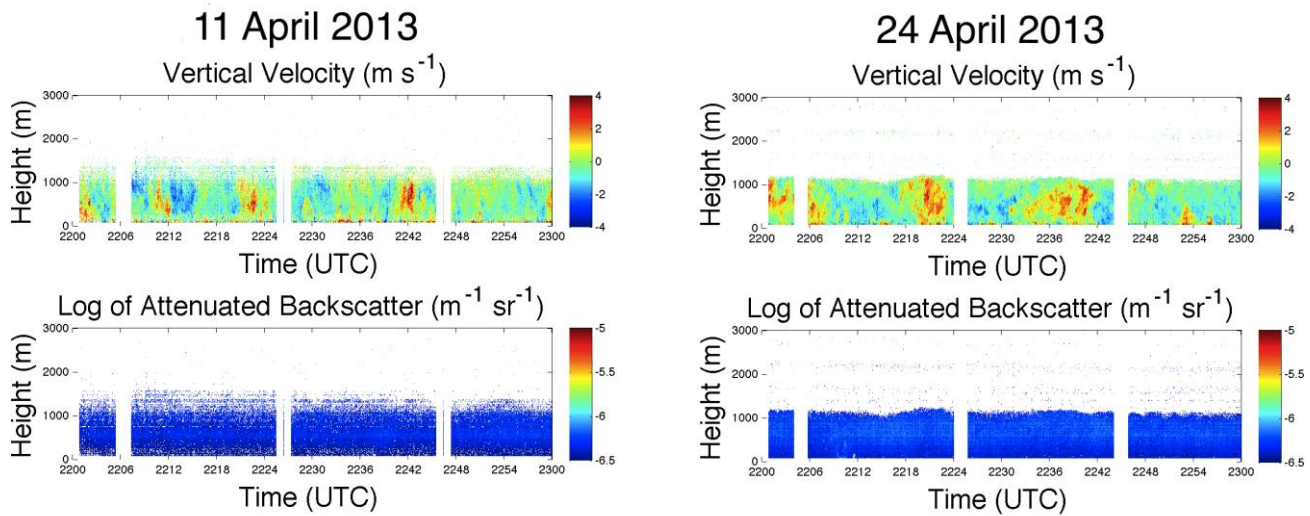 11 April 2013
Vertical Velocity (m s⁻¹)
Height (m)
3000
2000
1000
0
2200 2206 2212 2218 2224 2230 2236 2242 2248 2254 2300
Time (UTC)
4
2
0
-2
-4
Log of Attenuated Backscatter (m⁻¹ sr⁻¹)
Height (m)
3000
2000
1000
0
2200 2206 2212 2218 2224 2230 2236 2242 2248 2254 2300
Time (UTC)
-5
-5.5
-6
-6.5
24 April 2013
Vertical Velocity (m s⁻¹)
Height (m)
3000
2000
1000
0
2200 2206 2212 2218 2224 2230 2236 2242 2248 2254 2300
Time (UTC)
4
2
0
-2
-4
Log of Attenuated Backscatter (m⁻¹ sr⁻¹)
Height (m)
3000
2000
1000
0
2200 2206 2212 2218 2224 2230 2236 2242 2248 2254 2300
Time (UTC)
-5
-5.5
-6
-6.5